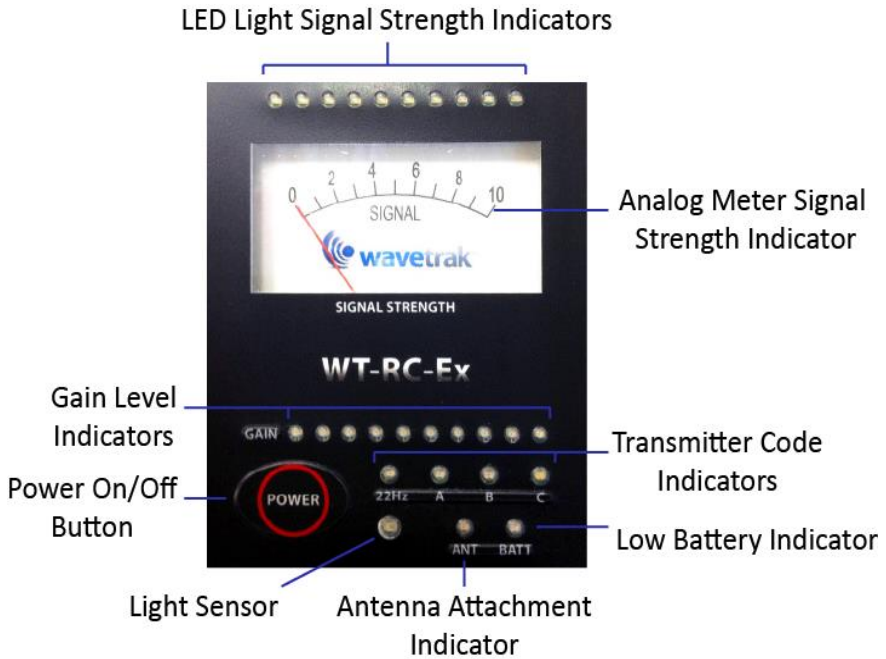 LED Light Signal Strength Indicators
0 2 4 6 8 10
SIGNAL
wavetrak
Analog Meter Signal
Strength Indicator
SIGNAL STRENGTH
WT-RC-Ex
Gain Level
Indicators
GAIN
Transmitter Code
Indicators
22Hz A B C
Power On/Off
Button
POWER
ANT BATT
Low Battery Indicator
Light Sensor
Antenna Attachment
Indicator